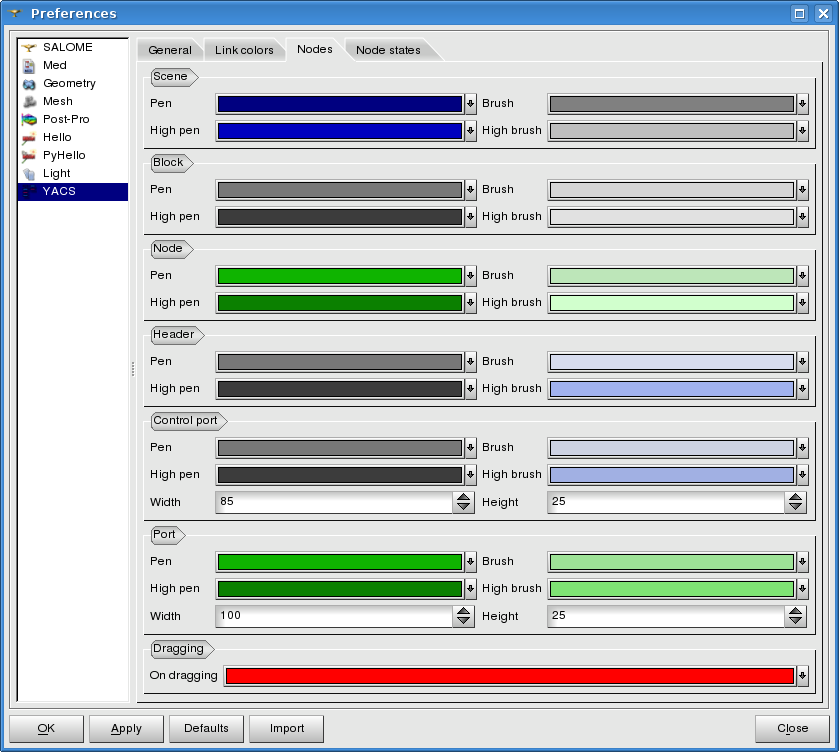 Preferences
SALOME
Med
Geometry
Mesh
Post-Pro
Hello
PyHello
Light
YACS
General Link colors Nodes Node states
Scene
Pen Brush
High pen High brush
Block
Pen Brush
High pen High brush
Node
Pen Brush
High pen High brush
Header
Pen Brush
High pen High brush
Control port
Pen Brush
High pen High brush
Width 85 Height 25
Port
Pen Brush
High pen High brush
Width 100 Height 25
Dragging
On dragging
OK Apply Defaults Import Close